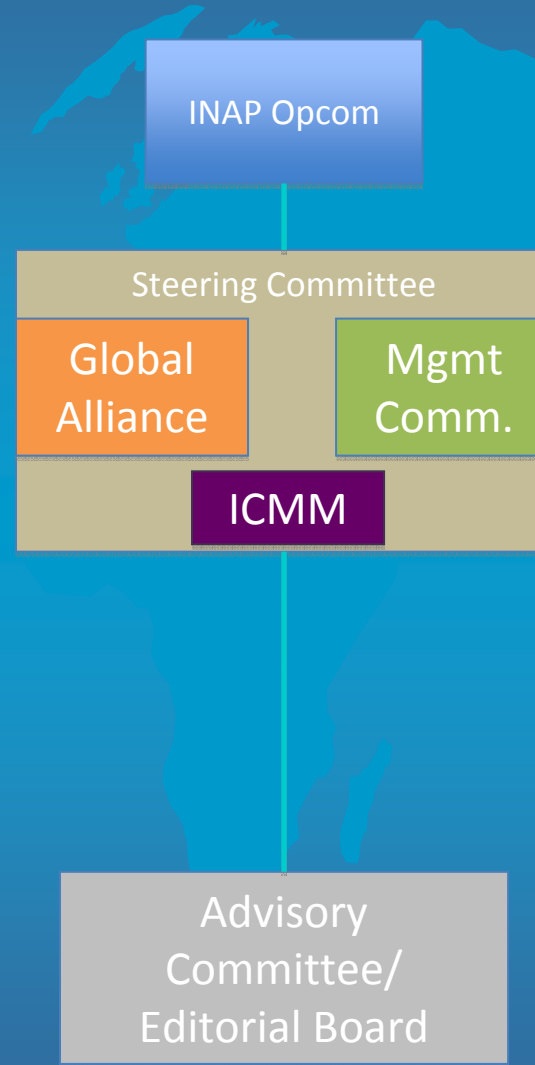 INAP Opcom
Steering Committee
Global
Alliance
Mgmt
Comm.
ICMM
Advisory
Committee/
Editorial Board